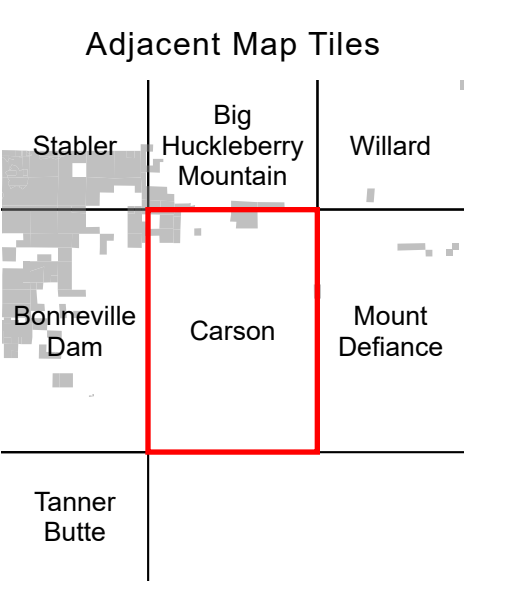 Adjacent Map Tiles
Stabler
Big
Huckleberry
Mountain
Willard
Bonneville
Dam
Carson
Mount
Defiance
Tanner
Butte